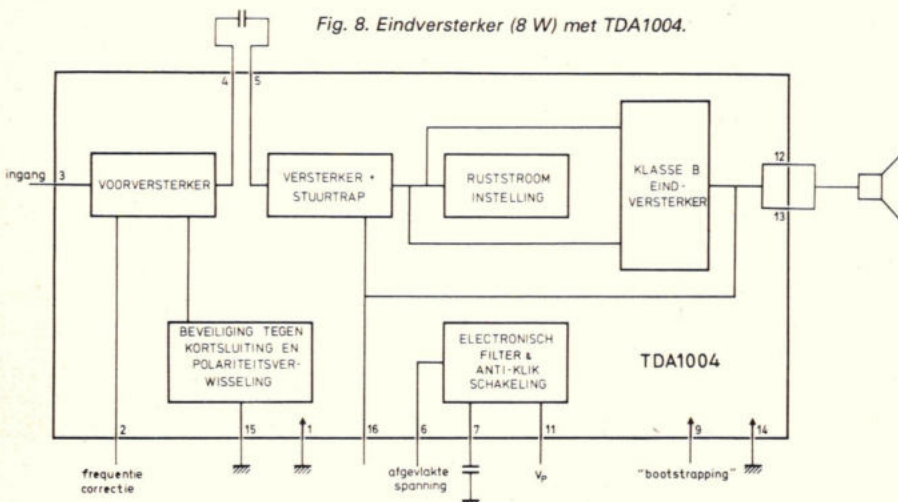 Fig. 8. Eindversterker (8 W) met TDA1004.
4
5
ingang
3
VOORVERSTERKER
VERSTERKER +
STUURTRAP
RUSTSTROOM
INSTELLING
KLASSE B
EIND-
VERSTERKER
12
13
BEVEILIGING TEGEN
KORTSLUITING EN
POLARITEITSVER-
WISSELING
ELECTRONISCH
FILTER &
ANTI-KLIK
SCHAKELING
TDA1004
2
15
1
16
6
7
11
9
14
frequentie
correctie
afgevlakte
spanning
Vp
"bootstrapping"